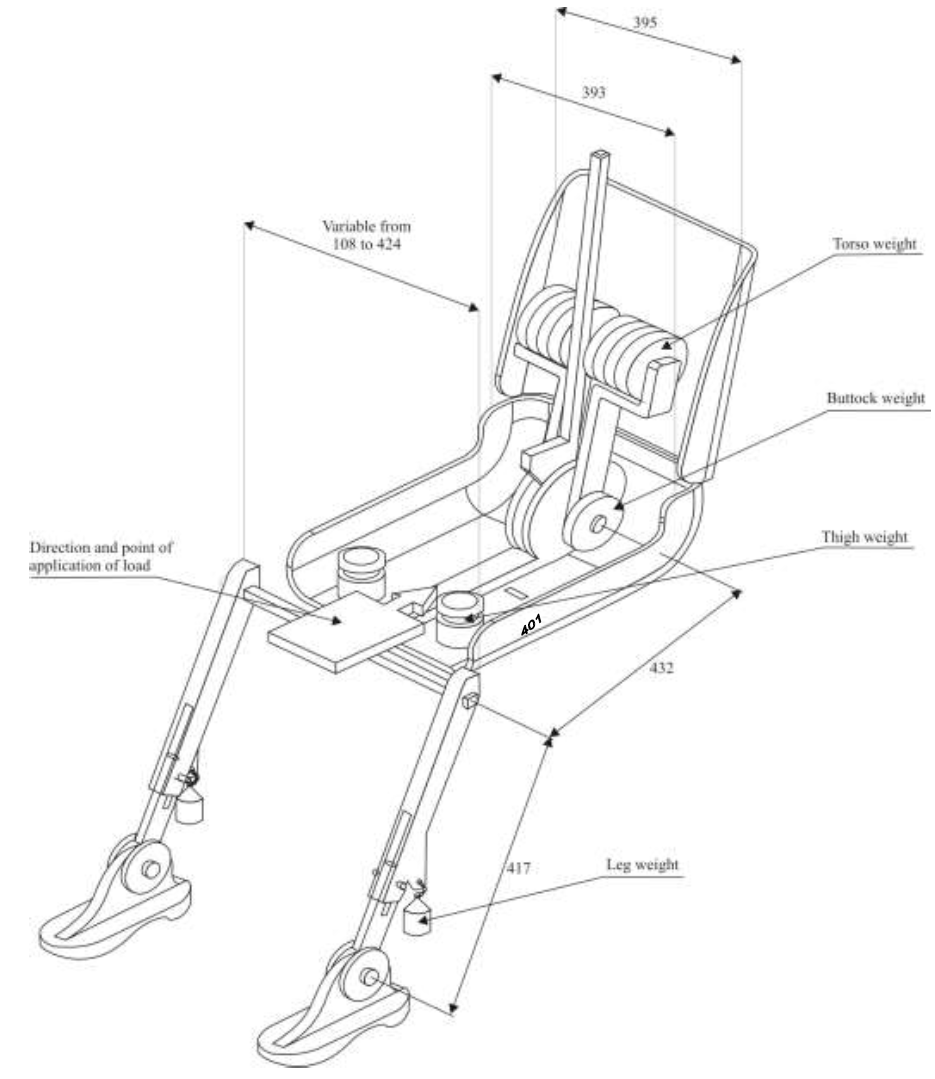 395
393
Variable from
108 to 424
Torso weight
Buttock weight
Thigh weight
Direction and point of
application of load
401
432
417
Leg weight